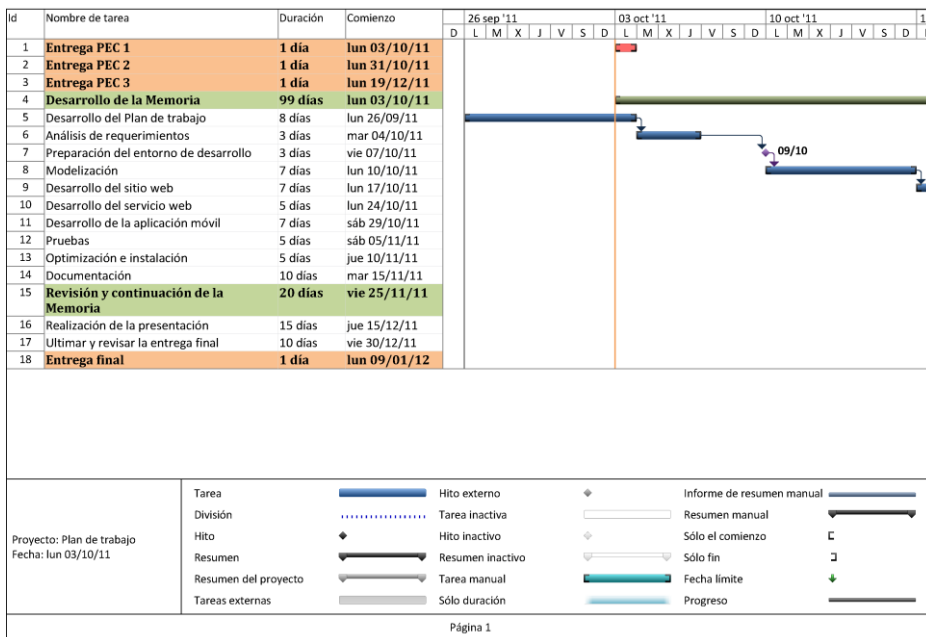 Id Nombre de tarea Duración Comienzo 26 sep '11 03 oct '11 10 oct '11 1
D L M X J V S D L M X J V S D L M X J V S D L
1 Entrega PEC 1 1 día lun 03/10/11
2 Entrega PEC 2 1 día lun 31/10/11
3 Entrega PEC 3 1 día lun 19/12/11
4 Desarrollo de la Memoria 99 días lun 03/10/11
5 Desarrollo del Plan de trabajo 8 días lun 26/09/11
6 Análisis de requerimientos 3 días mar 04/10/11
7 Preparación del entorno de desarrollo 3 días vie 07/10/11 09/10
8 Modelización 7 días lun 10/10/11
9 Desarrollo del sitio web 7 días lun 17/10/11
10 Desarrollo del servicio web 5 días lun 24/10/11
11 Desarrollo de la aplicación móvil 7 días sáb 29/10/11
12 Pruebas 5 días sáb 05/11/11
13 Optimización e instalación 5 días jue 10/11/11
14 Documentación 10 días mar 15/11/11
15 Revisión y continuación de la 20 días vie 25/11/11
Memoria
16 Realización de la presentación 15 días jue 15/12/11
17 Ultimar y revisar la entrega final 10 días vie 30/12/11
18 Entrega final 1 día lun 09/01/12
Proyecto: Plan de trabajo
Fecha: lun 03/10/11
Tarea Hito externo Informe de resumen manual
División Tarea inactiva Resumen manual
Hito Hito inactivo Sólo el comienzo
Resumen Resumen inactivo Sólo fin
Resumen del proyecto Tarea manual Fecha límite
Tareas externas Sólo duración Progreso
Página 1